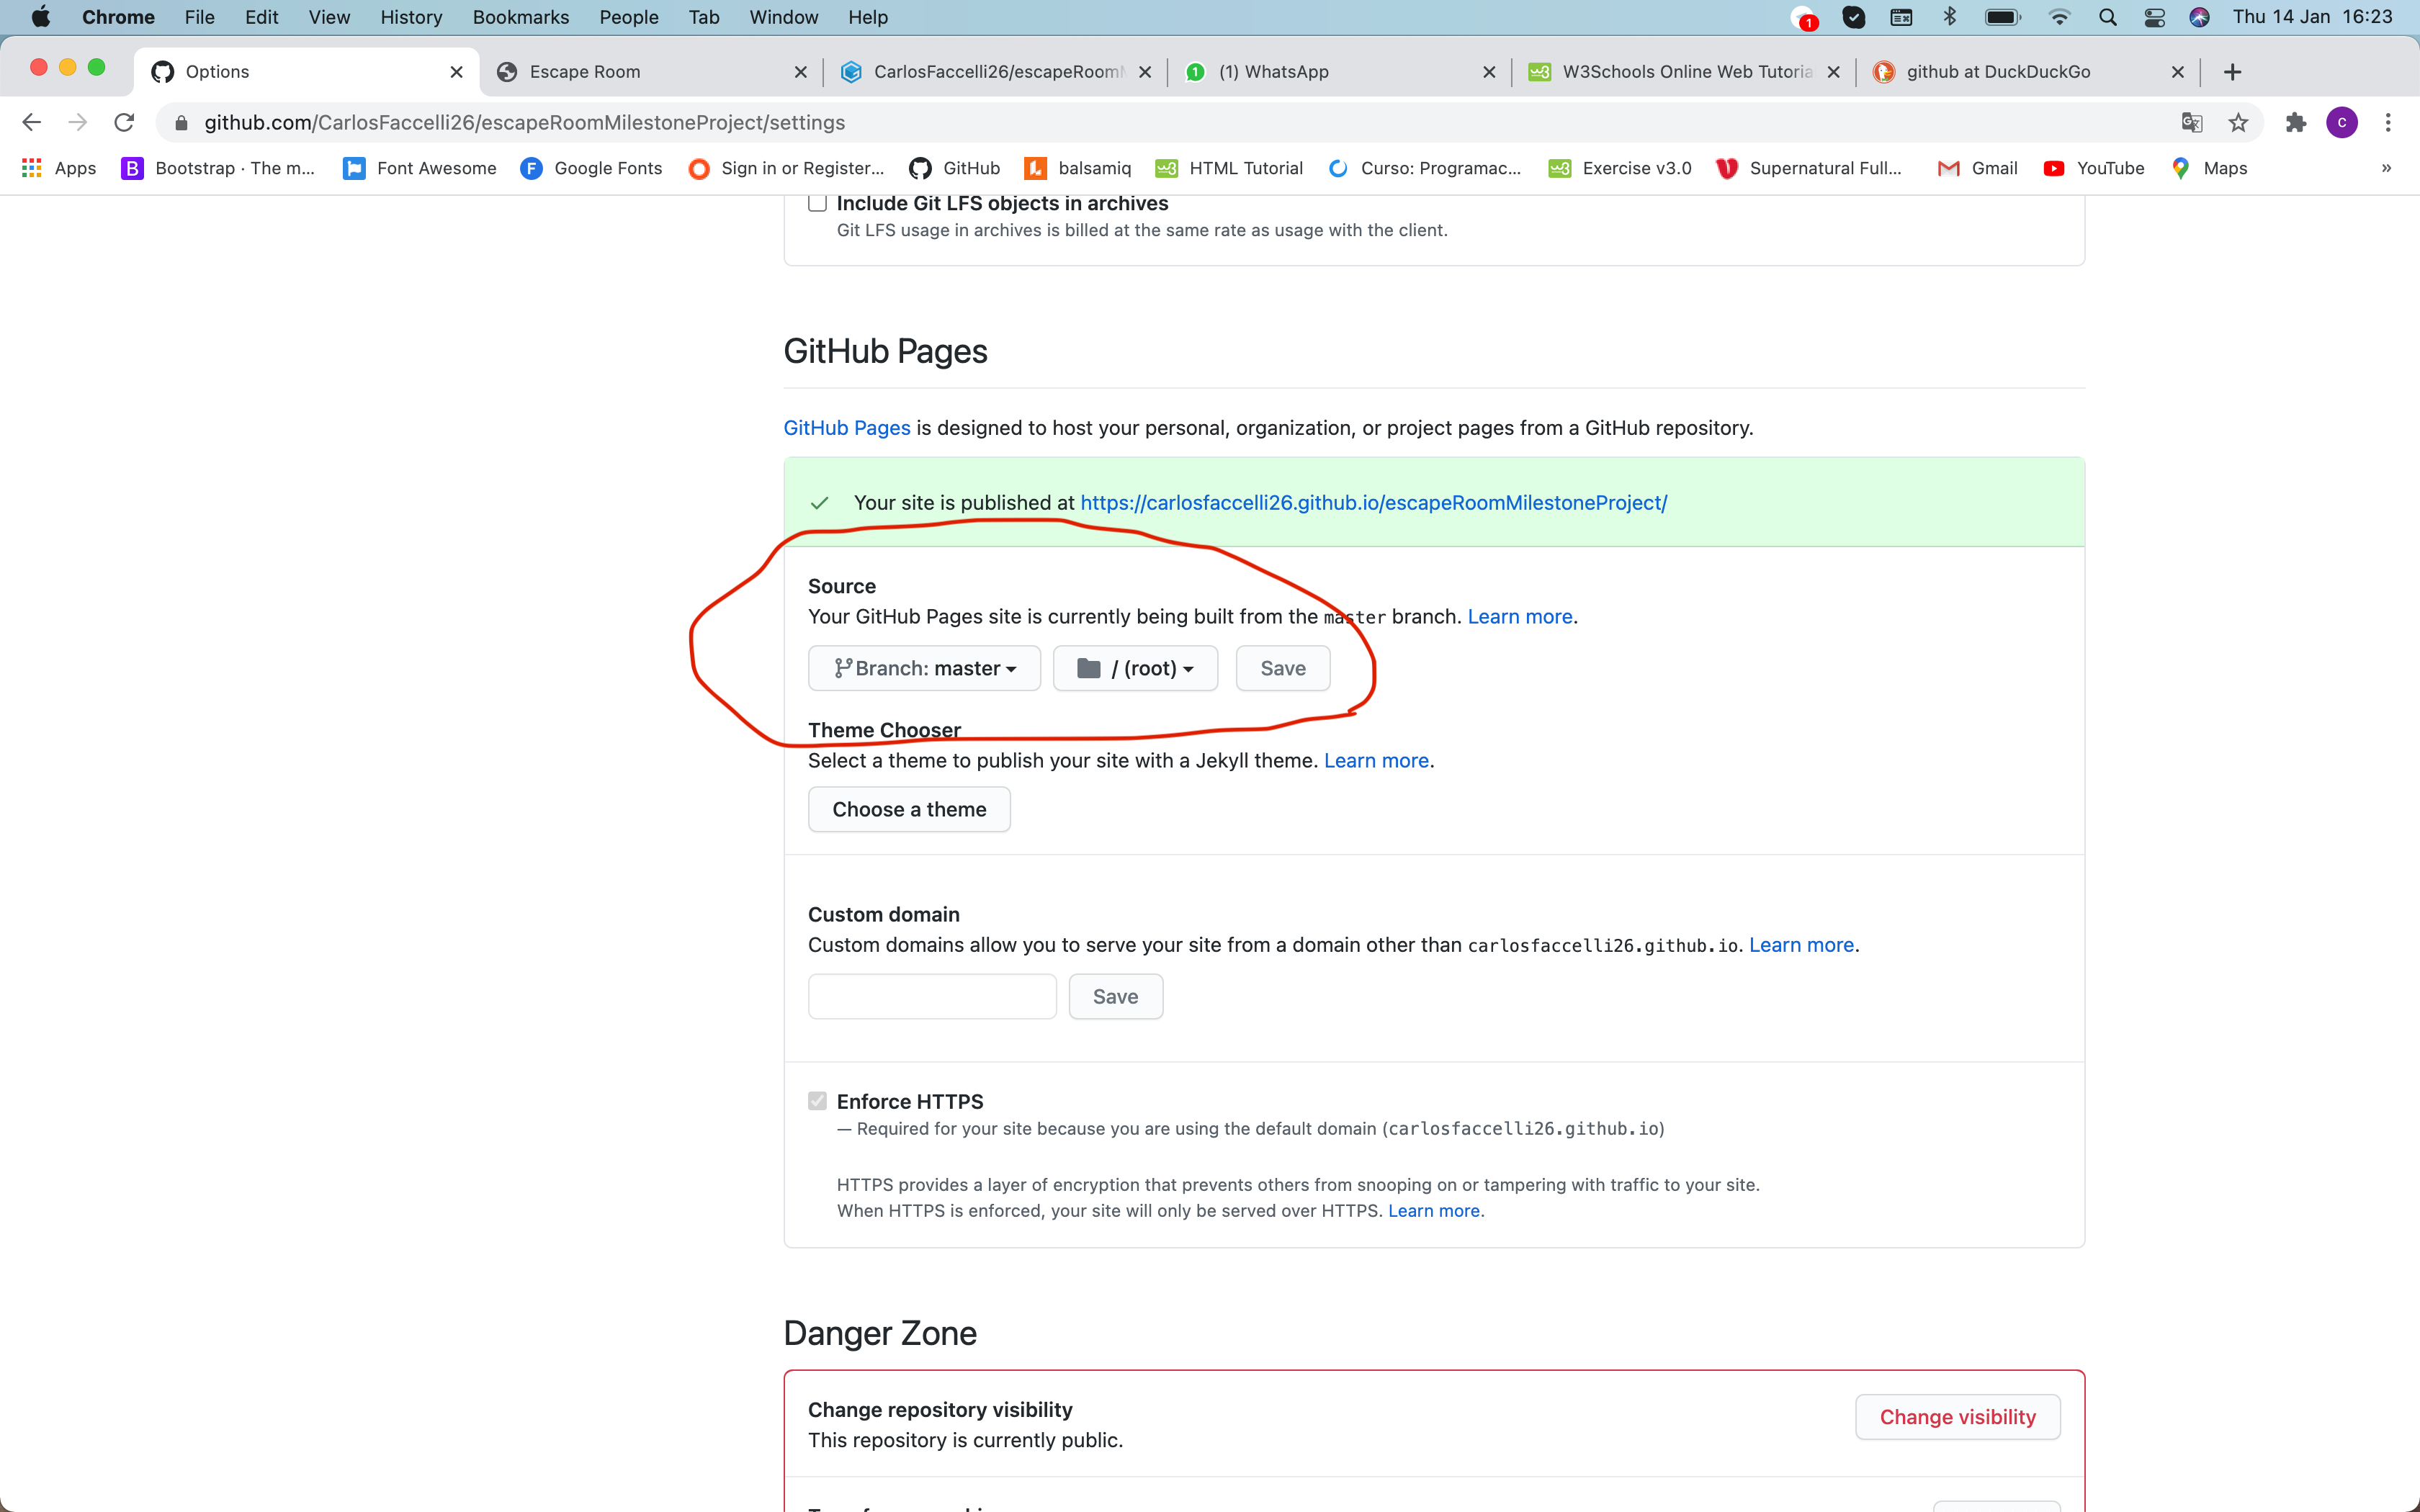 Chrome File Edit View History Bookmarks People Tab Window Help 1 Thu 14 Jan 16:23
Options Escape Room CarlosFaccelli26/escapeRoom 1 (1) WhatsApp W3Schools Online Web Tutoria github at DuckDuckGo
github.com/CarlosFaccelli26/escapeRoomMilestoneProject/settings C
Apps B Bootstrap · The m... Font Awesome F Google Fonts Sign in or Register... GitHub balsamiq HTML Tutorial Curso: Programac... Exercise v3.0 Supernatural Full... Gmail YouTube Maps »
Include Git LFS objects in archives
Git LFS usage in archives is billed at the same rate as usage with the client.
GitHub Pages
GitHub Pages is designed to host your personal, organization, or project pages from a GitHub repository.
Your site is published at https://carlosfaccelli26.github.io/escapeRoomMilestoneProject/
Source
Your GitHub Pages site is currently being built from the master branch. Learn more.
Branch: master / (root) Save
Theme Chooser
Select a theme to publish your site with a Jekyll theme. Learn more.
Choose a theme
Custom domain
Custom domains allow you to serve your site from a domain other than carlosfaccelli26.github.io. Learn more.
Save
Enforce HTTPS
— Required for your site because you are using the default domain (carlosfaccelli26.github.io)
HTTPS provides a layer of encryption that prevents others from snooping on or tampering with traffic to your site.
When HTTPS is enforced, your site will only be served over HTTPS. Learn more.
Danger Zone
Change repository visibility
This repository is currently public.
Change visibility